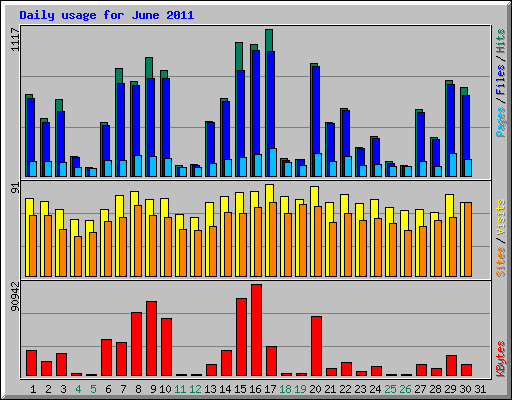 Daily usage for June 2011
1117
Pages / Files / Hits
91
Sites / Visits
90942
KBytes
1 2 3 4 5 6 7 8 9 10 11 12 13 14 15 16 17 18 19 20 21 22 23 24 25 26 27 28 29 30 31